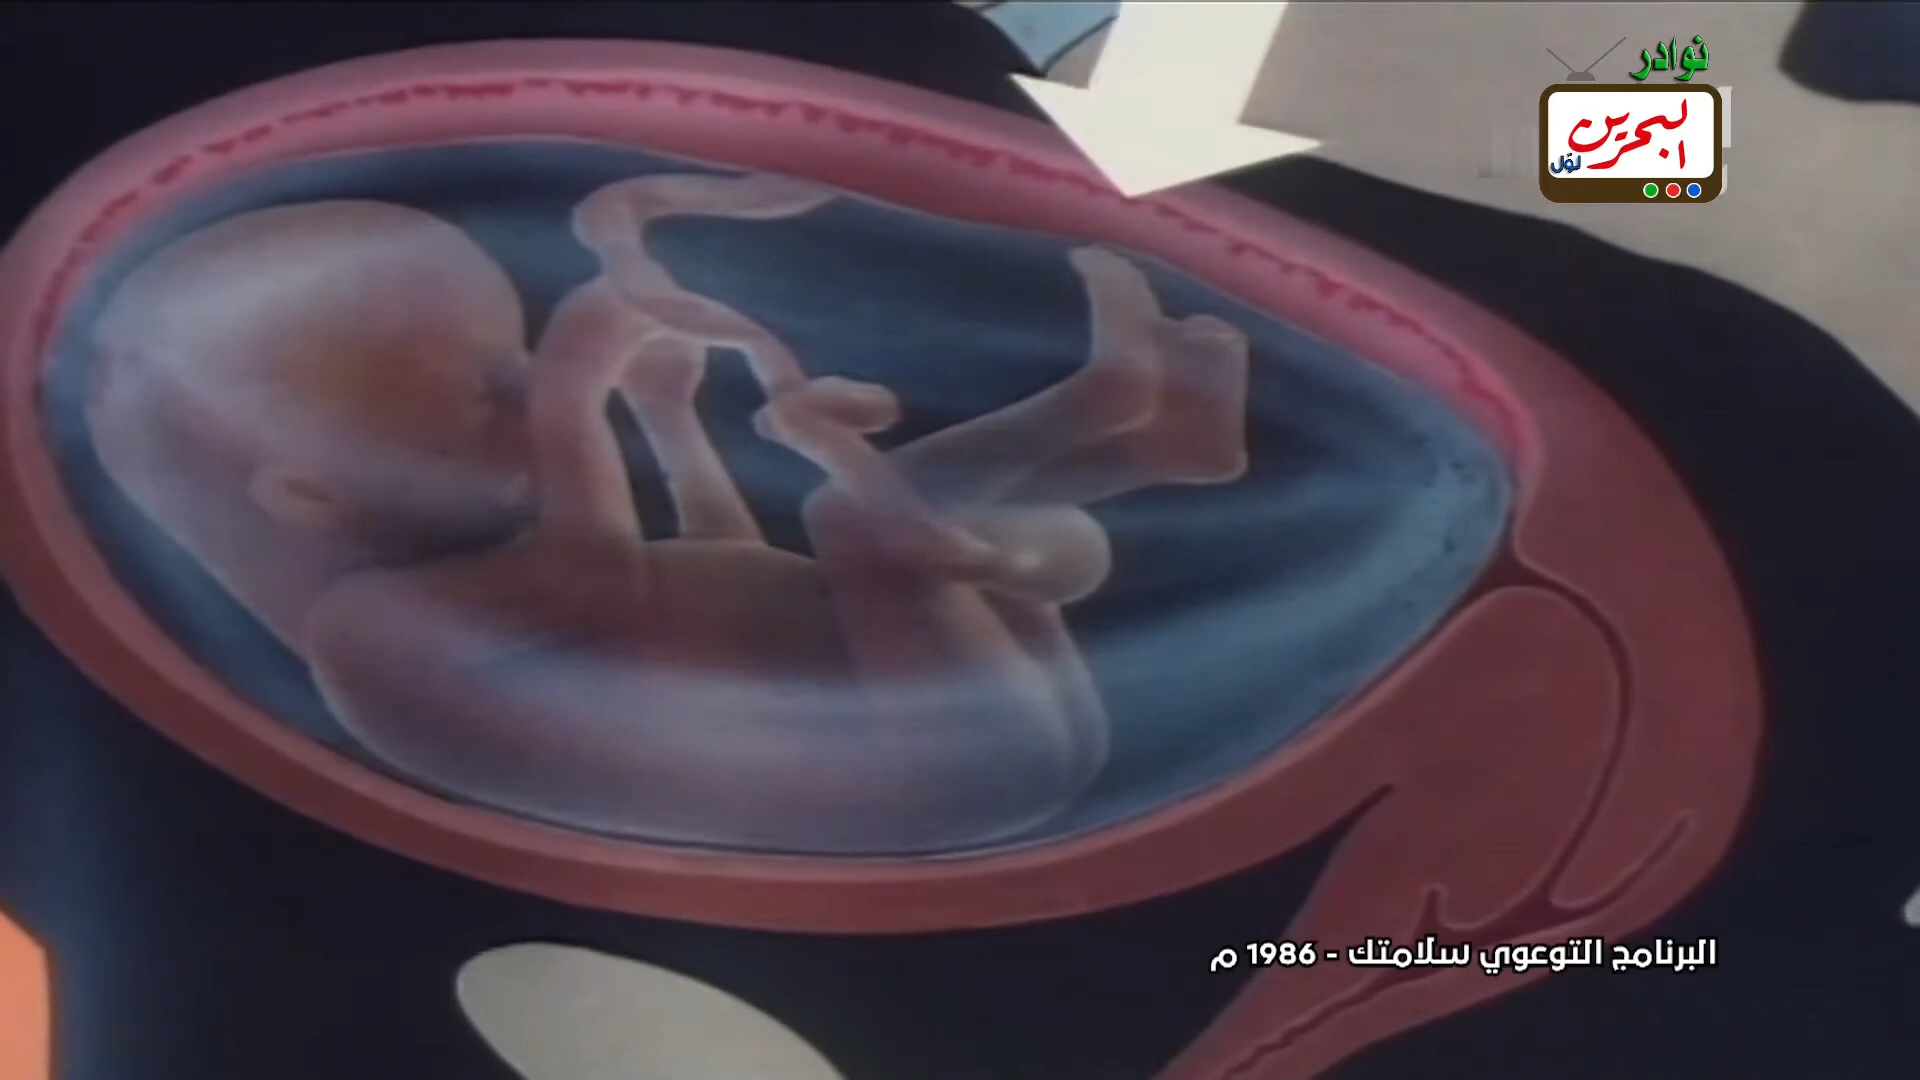 نوادر
البحرين
لوّل
البرنامج التوعوي سلامتك - 1986 م